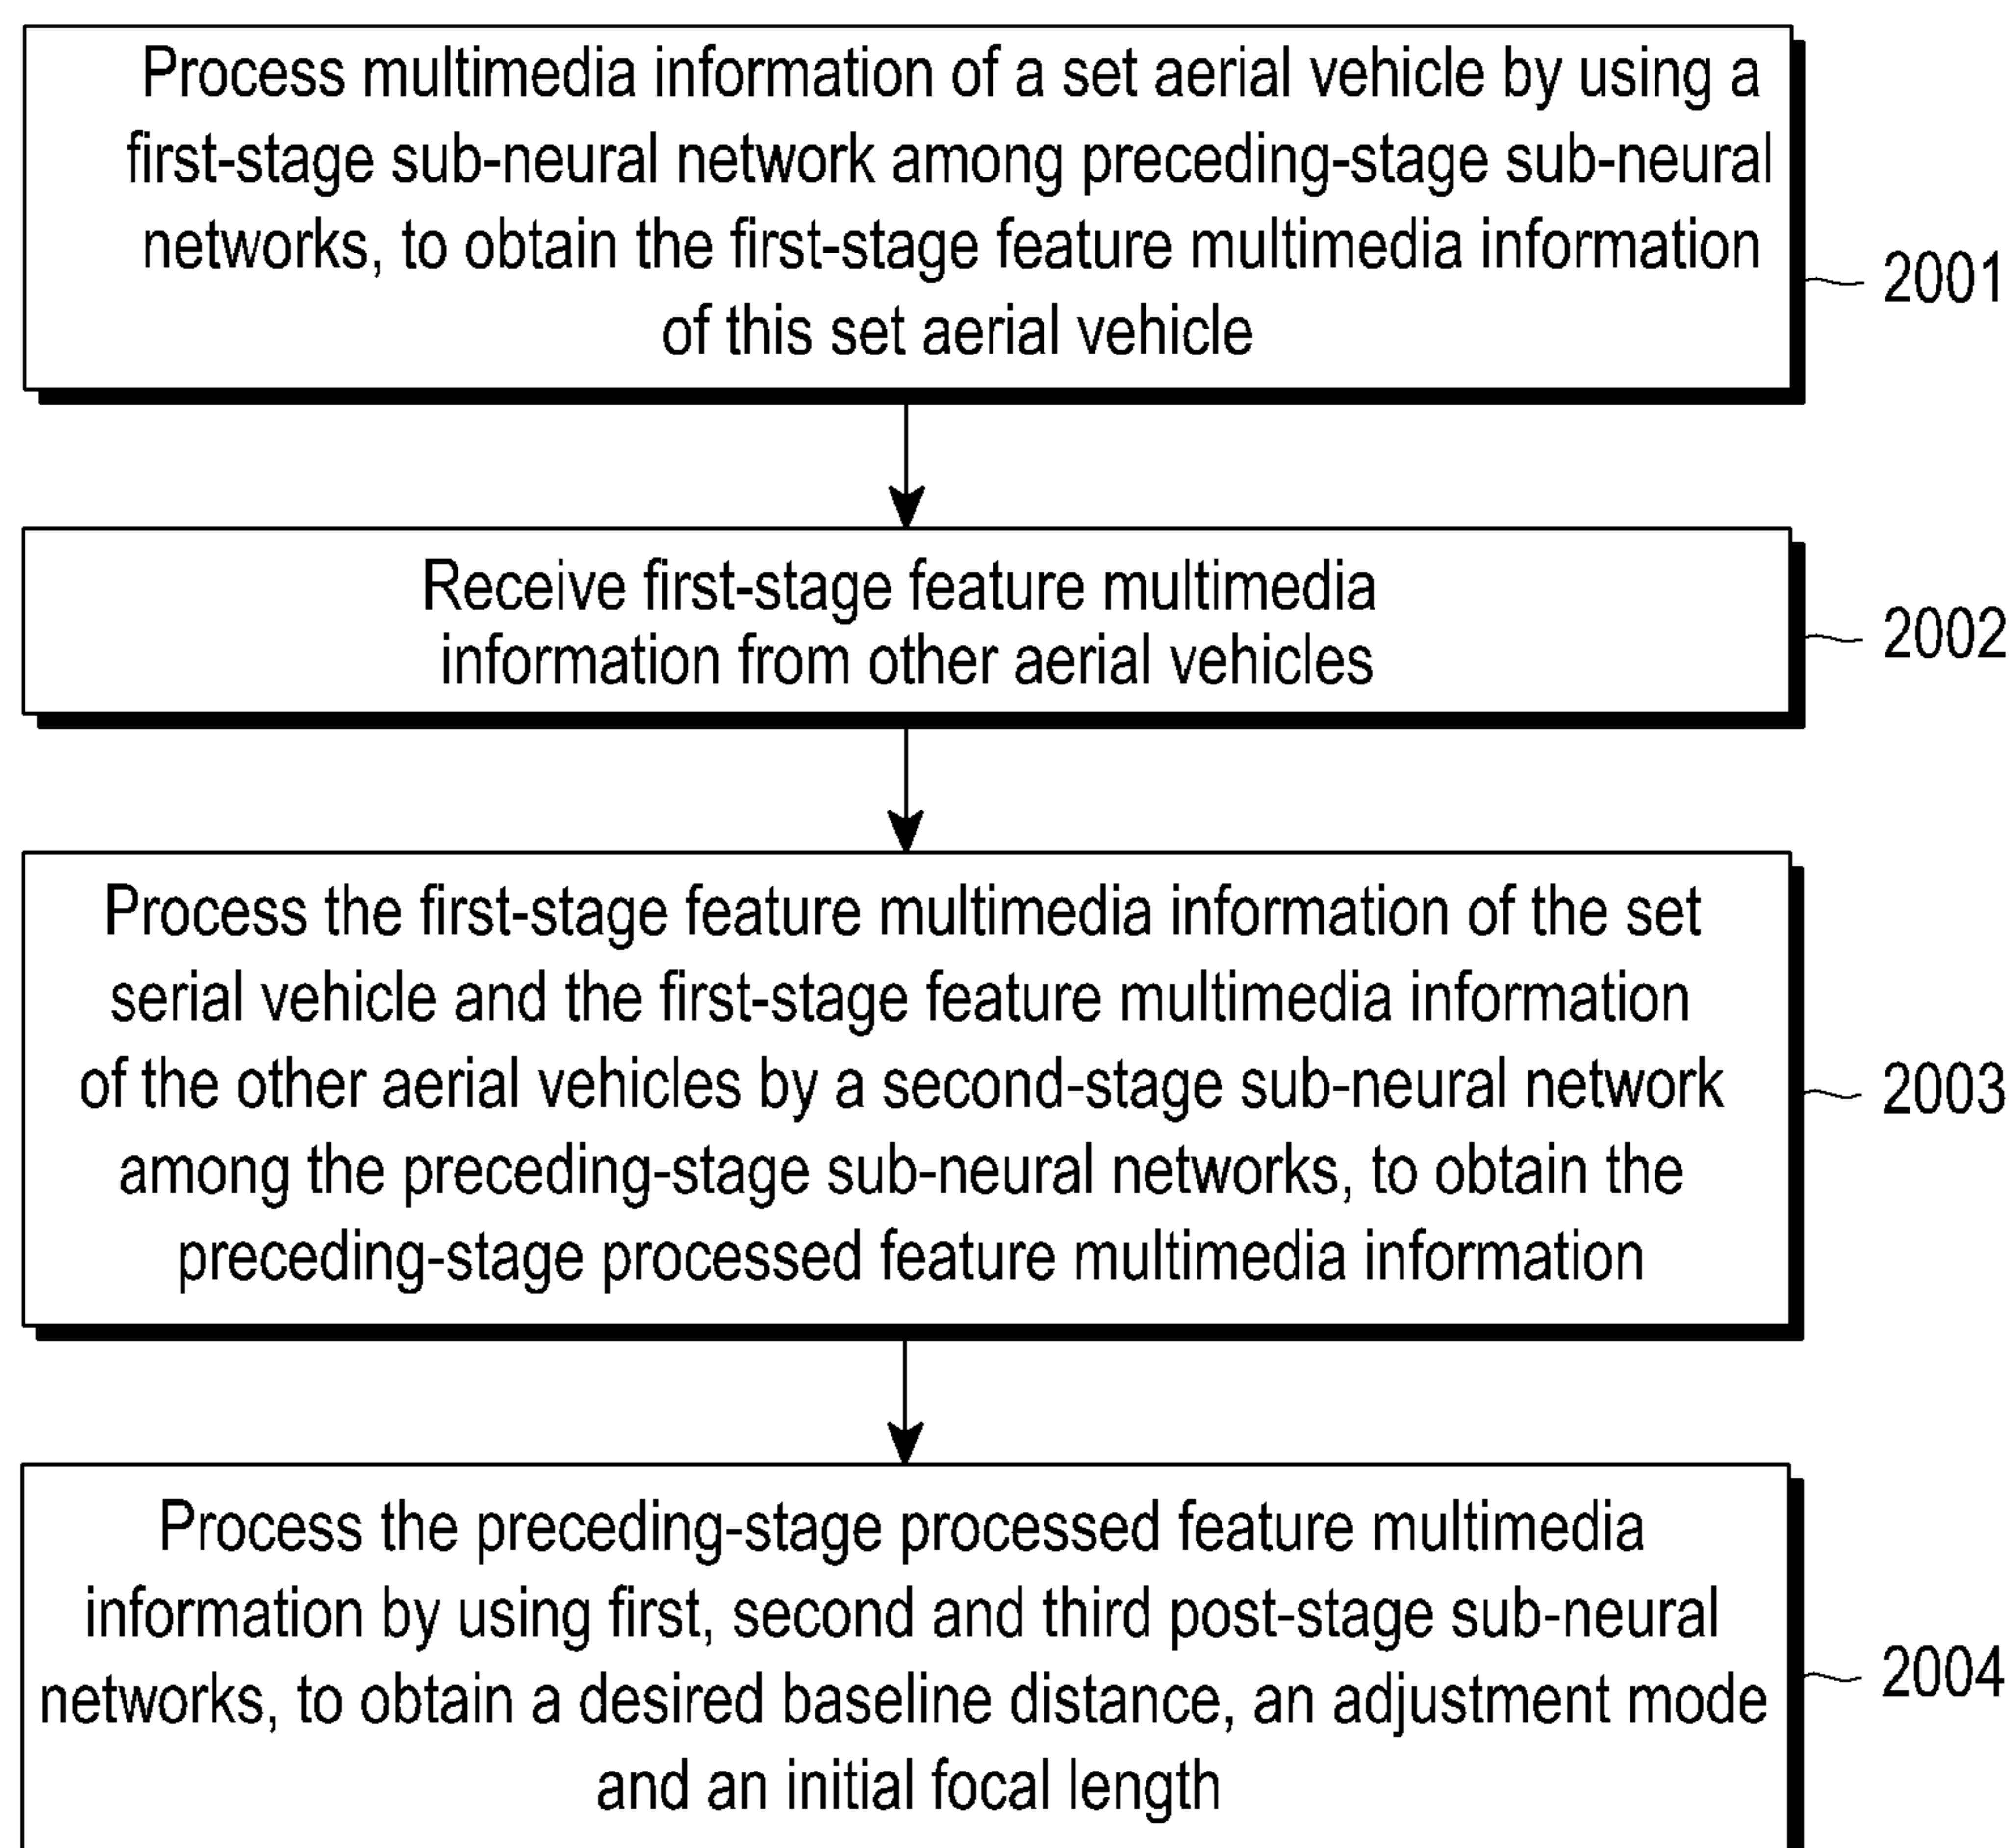 Process multimedia information of a set aerial vehicle by using a
first-stage sub-neural network among preceding-stage sub-neural
networks, to obtain the first-stage feature multimedia information
of this set aerial vehicle
2001
Receive first-stage feature multimedia
information from other aerial vehicles
2002
Process the first-stage feature multimedia information of the set
serial vehicle and the first-stage feature multimedia information
of the other aerial vehicles by a second-stage sub-neural network
among the preceding-stage sub-neural networks, to obtain the
preceding-stage processed feature multimedia information
2003
Process the preceding-stage processed feature multimedia
information by using first, second and third post-stage sub-neural
networks, to obtain a desired baseline distance, an adjustment mode
and an initial focal length
2004